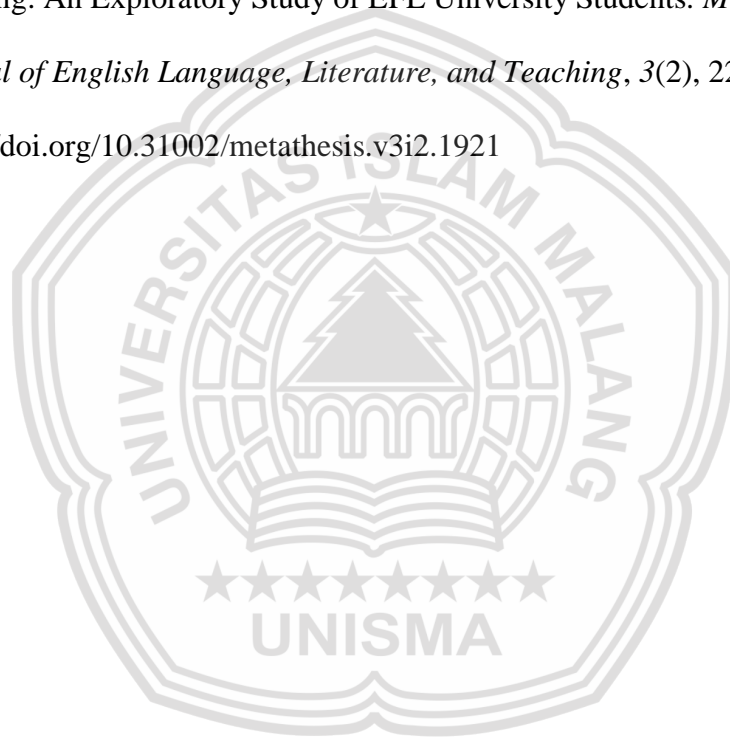 An Exploratory Study of EFL University Students.
al of English Language, Literature, and Teaching, 3(2), 22
/doi.org/10.31002/metathesis.v3i2.1921
UNIVERSITAS ISLAM MALANG
UNISMA